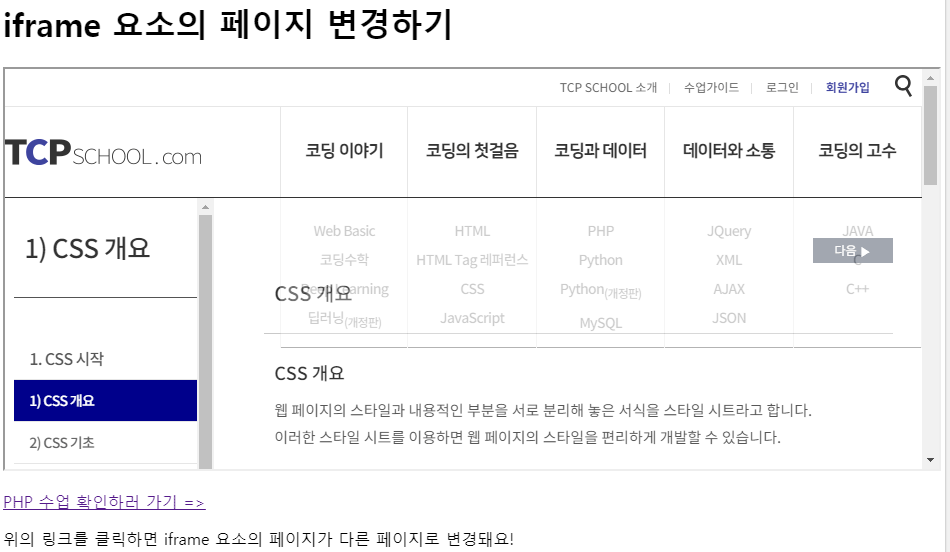 iframe 요소의 페이지 변경하기
TCP SCHOOL 소개 수업가이드 로그인 회원가입
TCPSCHOOL.com
코딩 이야기 코딩의 첫걸음 코딩과 데이터 데이터와 소통 코딩의 고수
Web Basic HTML PHP JQuery JAVA
코딩수학 HTML Tag 레퍼런스 Python XML C
Learning CSS Python(개정판) AJAX C++
딥러닝(개정판) JavaScript MySQL JSON
다음 ▶
1) CSS 개요
1. CSS 시작
1) CSS 개요
2) CSS 기초
CSS 개요
CSS 개요
웹 페이지의 스타일과 내용적인 부분을 서로 분리해 놓은 서식을 스타일 시트라고 합니다.
이러한 스타일 시트를 이용하면 웹 페이지의 스타일을 편리하게 개발할 수 있습니다.
PHP 수업 확인하러 가기 =>
위의 링크를 클릭하면 iframe 요소의 페이지가 다른 페이지로 변경돼요!